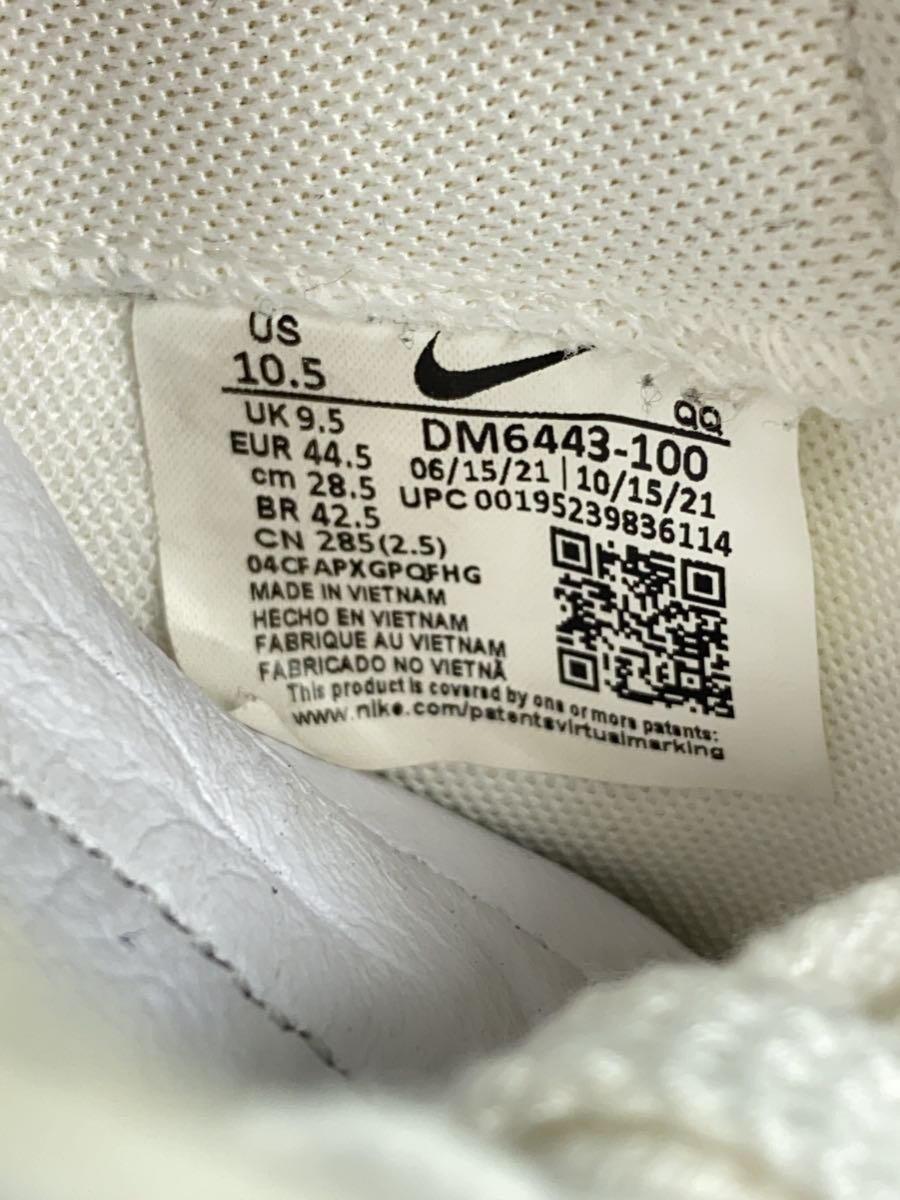 US
10.5
QQ
UK 9.5
EUR 44.5
cm 28.5
BR 42.5
CN 285(2.5)
DM6443-100
06/15/21 | 10/15/21
UPC 00195239836114
04CFAPXGPQFHG
MADE IN VIETNAM
HECHO EN VIETNAM
FABRIQUE AU VIETNAM
FABRICADO NO VIETNÃ
This product is covered by one or more patents:
www.nike.com/patentsvirtualmarking